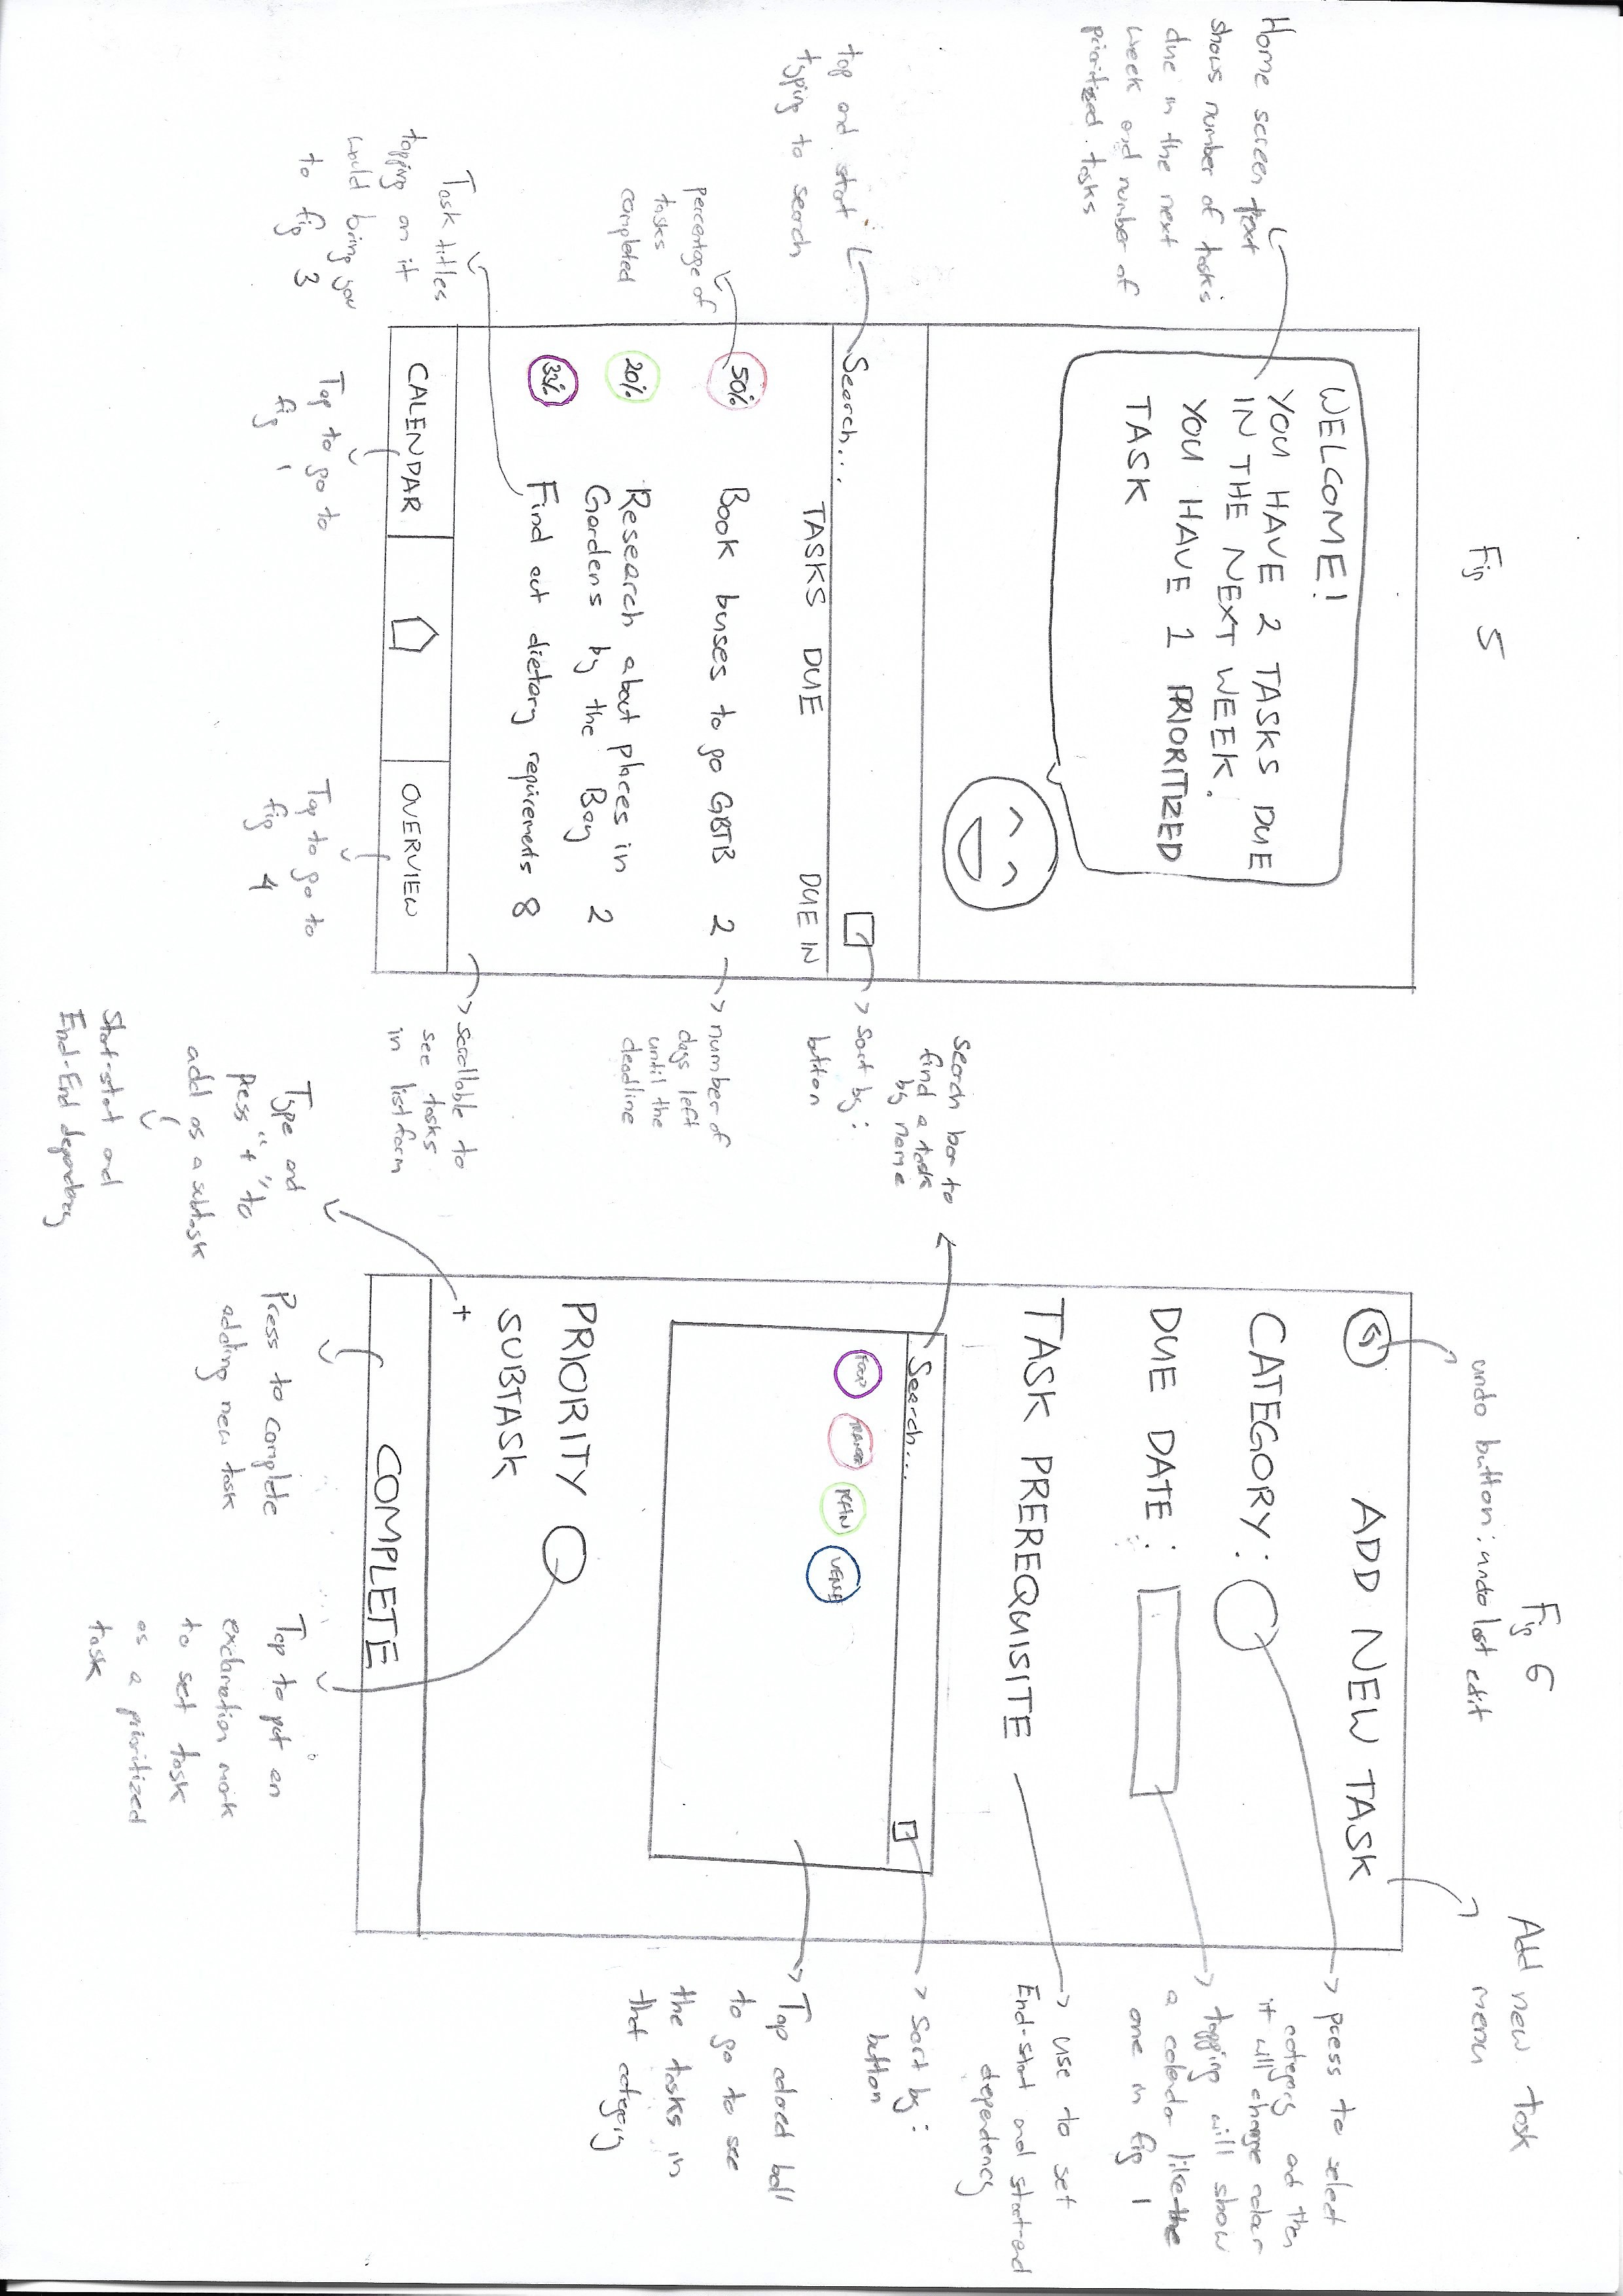 Fig 5
WELCOME!
YOU HAVE 2 TASKS DUE
IN THE NEXT WEEK.
YOU HAVE 1 PRIORITIZED
TASK
Home screen text
shows number of tasks
due in the next
week and number of
prioritized tasks
Search...
tap and start
typing to search
Sort by:
button
TASKS DUE DUE IN
50% Book buses to go GBTB 2
20% Research about places in
Gardens by the Bay 2
33% Find out dietary requirements 8
percentage of
tasks
completed
number of
days left
until the
deadline
Task titles
tapping on it
would bring you
to fig 3
scrollable to
see tasks
in list form
CALENDAR
OVERVIEW
Tap to go to
fig 1
Tap to go to
fig 4
Fig 6
undo button: undo last edit
Add new task
menu
ADD NEW TASK
CATEGORY:
press to select
category and then
it will change colour
DUE DATE:
tapping will show
a calendar like the
one in fig 1
TASK PREREQUISITE
use to set
End-start and start-end
dependency
search bar to
find a task
by name
Search...
Sort by:
button
FOOD
MAIN
VENUE
Tap colored ball
to go to see
the tasks in
that category
PRIORITY
SUBTASK
+
COMPLETE
Type and
press "+" to
add as a subtask
Start-start and
End-End dependency
Press to complete
adding new task
Tap to put an
exclamation mark
to set task
as a prioritized
task